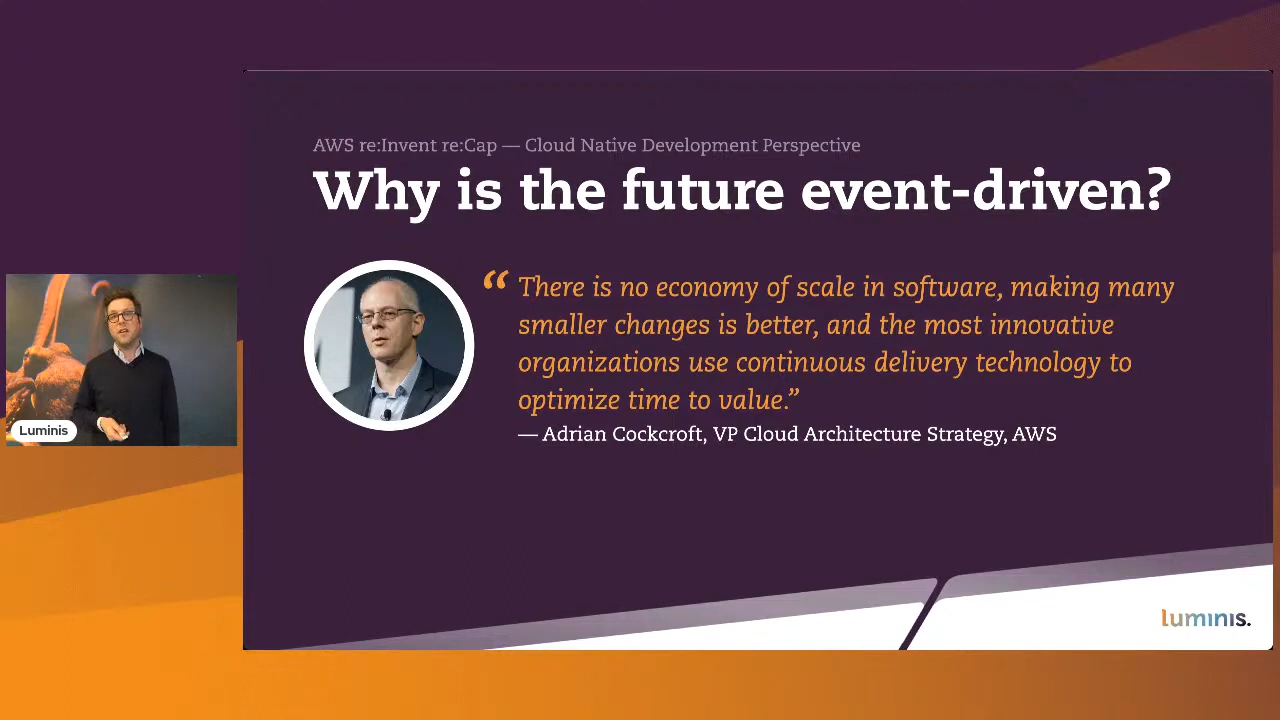 AWS re:Invent re:Cap — Cloud Native Development Perspective
Why is the future event-driven?
“ There is no economy of scale in software, making many
smaller changes is better, and the most innovative
organizations use continuous delivery technology to
optimize time to value.”
— Adrian Cockcroft, VP Cloud Architecture Strategy, AWS
Luminis
luminis.